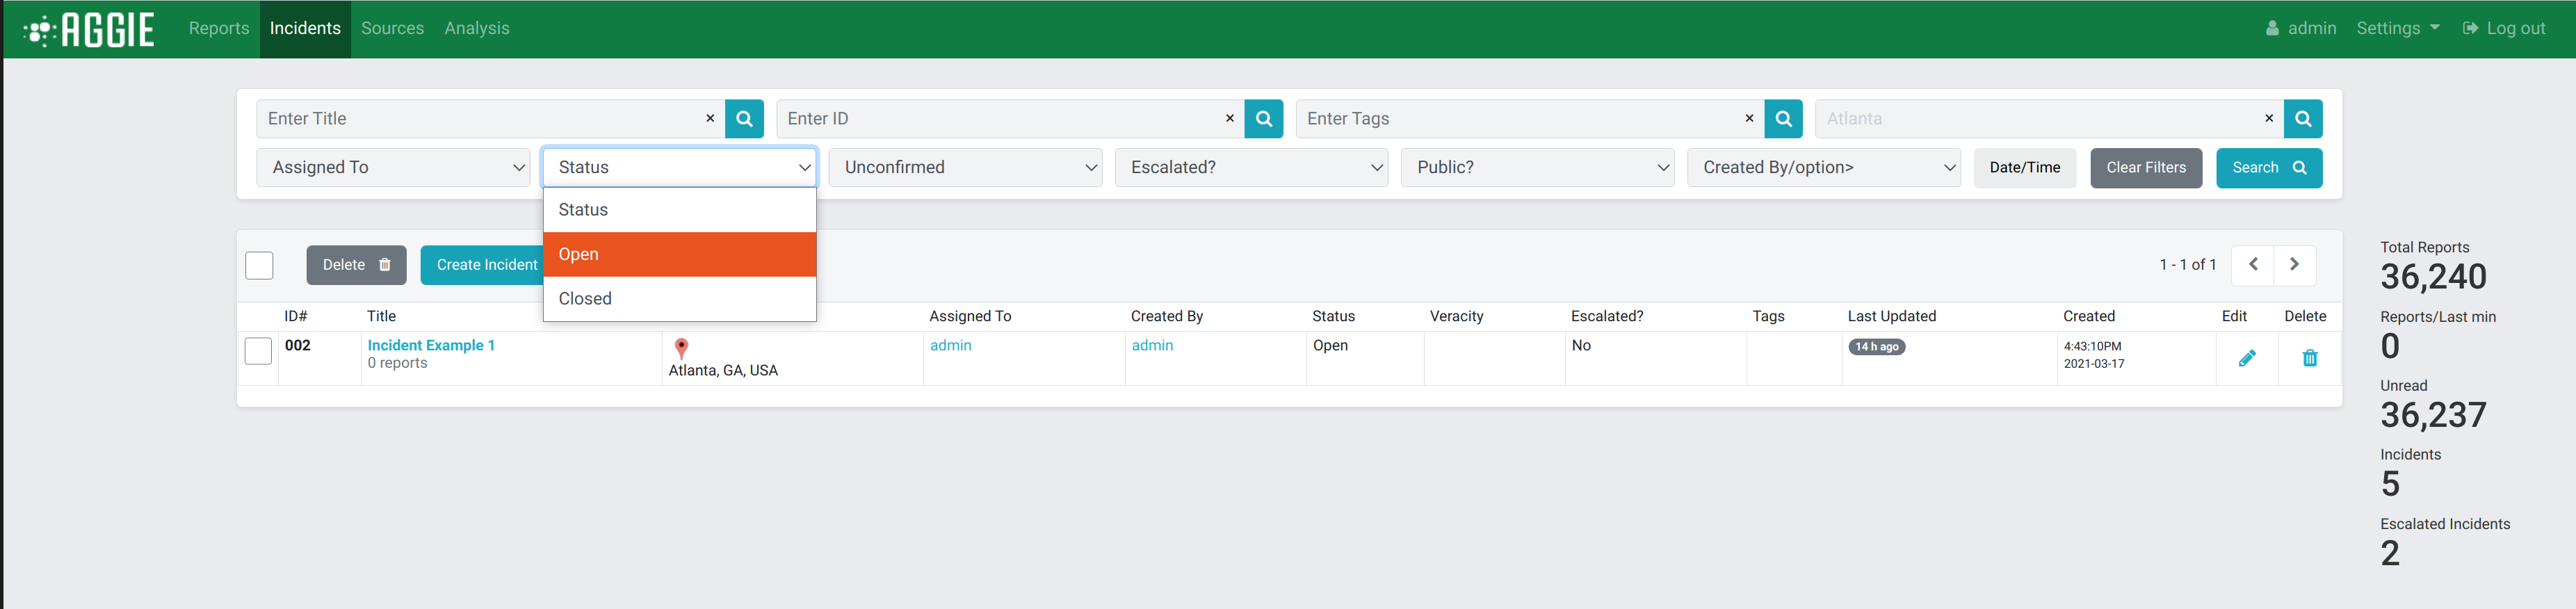 AGGIE Reports Incidents Sources Analysis admin Settings Log out
Enter Title × Enter ID × Enter Tags × Atlanta ×
Assigned To Status Unconfirmed Escalated? Public? Created By/option> Date/Time Clear Filters Search
Status
Open
Closed
Delete Create Incident 1 - 1 of 1
ID# Title Assigned To Created By Status Veracity Escalated? Tags Last Updated Created Edit Delete
002 Incident Example 1 admin admin Open No 14 h ago 4:43:10PM
0 reports Atlanta, GA, USA 2021-03-17
Total Reports
36,240
Reports/Last min
0
Unread
36,237
Incidents
5
Escalated Incidents
2